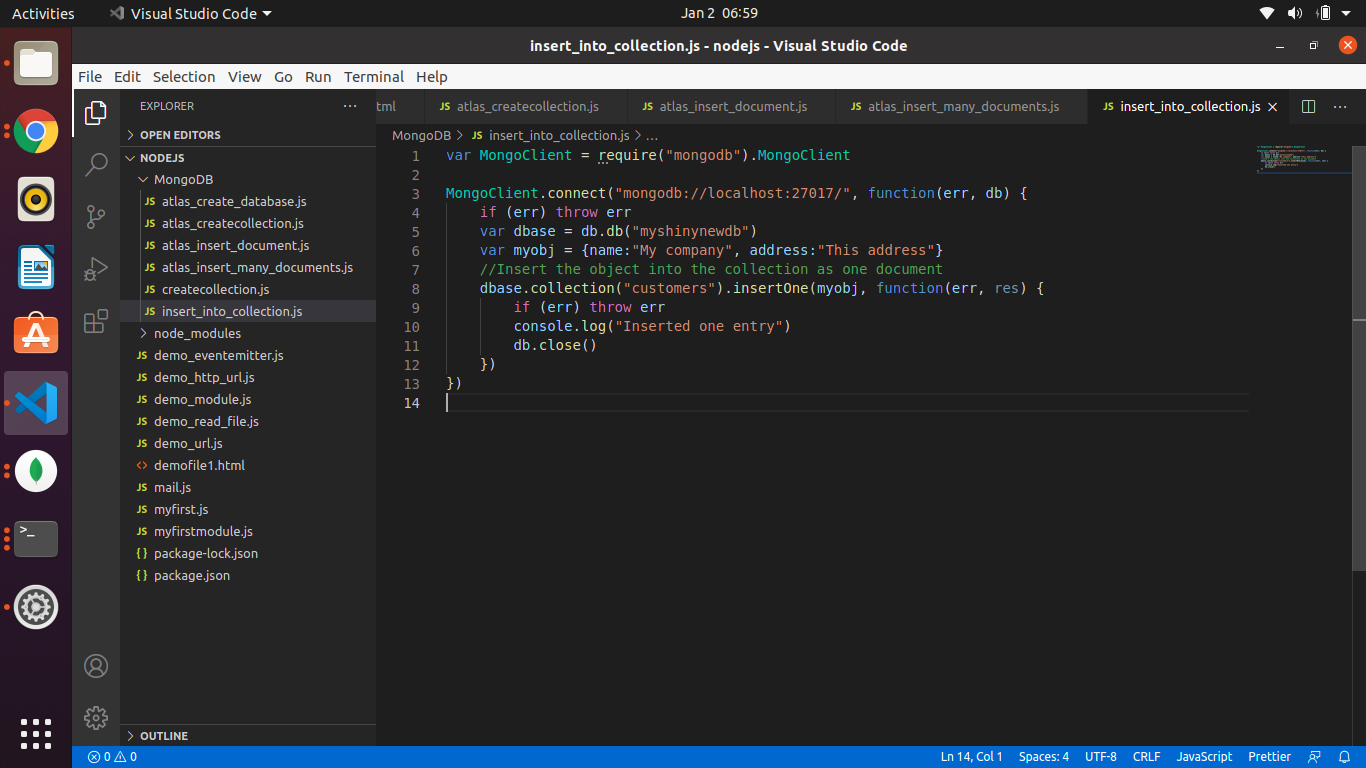 Activities
Visual Studio Code
Jan 2 06:59
insert_into_collection.js - nodejs - Visual Studio Code
File Edit Selection View Go Run Terminal Help
EXPLORER
OPEN EDITORS
NODEJS
MongoDB
JS atlas_create_database.js
JS atlas_createcollection.js
JS atlas_insert_document.js
JS atlas_insert_many_documents.js
JS createcollection.js
JS insert_into_collection.js
node_modules
JS demo_eventemitter.js
JS demo_http_url.js
JS demo_module.js
JS demo_read_file.js
JS demo_url.js
<> demofile1.html
JS mail.js
JS myfirst.js
JS myfirstmodule.js
{ } package-lock.json
{ } package.json
OUTLINE
tml JS atlas_createcollection.js JS atlas_insert_document.js JS atlas_insert_many_documents.js JS insert_into_collection.js
MongoDB > JS insert_into_collection.js > ...
1 var MongoClient = require("mongodb").MongoClient
2
3 MongoClient.connect("mongodb://localhost:27017/", function(err, db) {
4     if (err) throw err
5     var dbase = db.db("myshinynewdb")
6     var myobj = {name:"My company", address:"This address"}
7     //Insert the object into the collection as one document
8     dbase.collection("customers").insertOne(myobj, function(err, res) {
9         if (err) throw err
10         console.log("Inserted one entry")
11         db.close()
12     })
13 })
14
0 0 Ln 14, Col 1 Spaces: 4 UTF-8 CRLF JavaScript Prettier